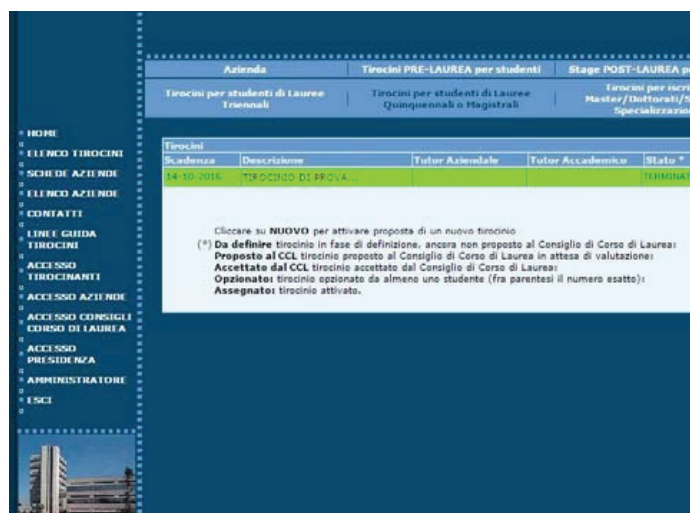 Azienda
Tirocini PRE-LAUREA per studenti
Stage POST-LAUREA p
Tirocini per studenti di Lauree
Triennali
Tirocini per studenti di Lauree
Quinquennali o Magistrali
Tirocini per iscri
Master/Dottorati/S
Specializzazio
HOME
ELENCO TIROCINI
SCHEDE AZIENDE
ELENCO AZIENDE
CONTATTI
LINEE GUIDA
TIROCINI
ACCESSO
TIROCINANTI
ACCESSO AZIENDE
ACCESSO CONSIGLI
CORSO DI LAUREA
ACCESSO
PRESIDENZA
AMMINISTRATORE
ESCI
Tirocini
Scadenza Descrizione Tutor Aziendale Tutor Accademico Stato *
14-10-2016 TIROCINIO DI PROVA... TERMINAT
Cliccare su NUOVO per attivare proposta di un nuovo tirocinio
(*) Da definire tirocinio in fase di definizione, ancora non proposto al Consiglio di Corso di Laurea;
Proposto al CCL tirocinio proposto al Consiglio di Corso di Laurea in attesa di valutazione;
Accettato dal CCL tirocinio accettato dal Consiglio di Corso di Laurea;
Opzionato: tirocinio opzionato da almeno uno studente (fra parentesi il numero esatto);
Assegnato: tirocinio attivato.